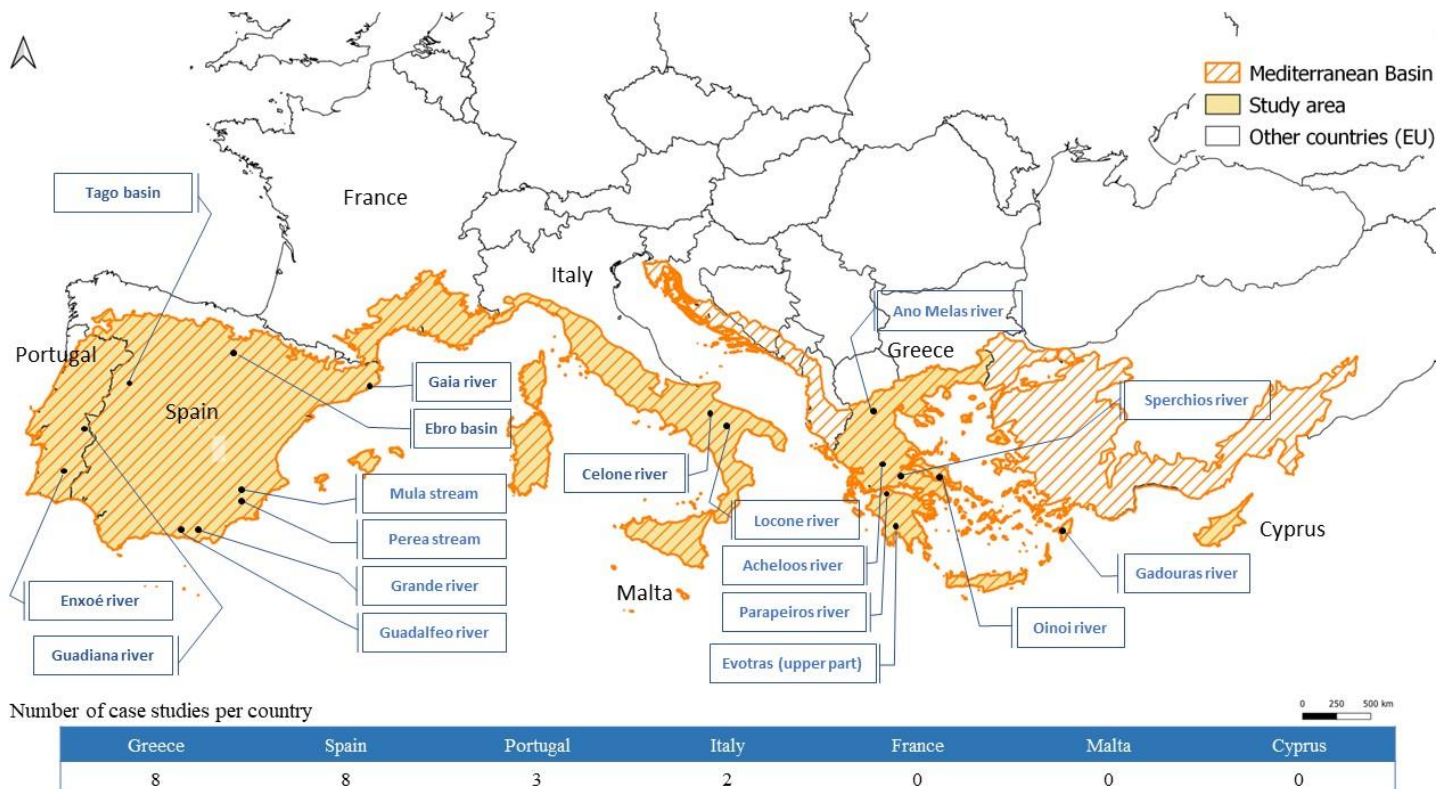 Mediterranean Basin
Study area
Other countries (EU)
Tago basin
France
Italy
Ano Melas river
Greece
Portugal
Gaia river
Sperchios river
Spain
Ebro basin
Celone river
Mula stream
Locone river
Cyprus
Perea stream
Acheloos river
Gadouras river
Grande river
Malta
Enxoé river
Parapeiros river
Oinoi river
Guadalfeo river
Guadiana river
Evotras (upper part)
Number of case studies per country
0 250 500 km
Greece Spain Portugal Italy France Malta Cyprus
8 8 3 2 0 0 0